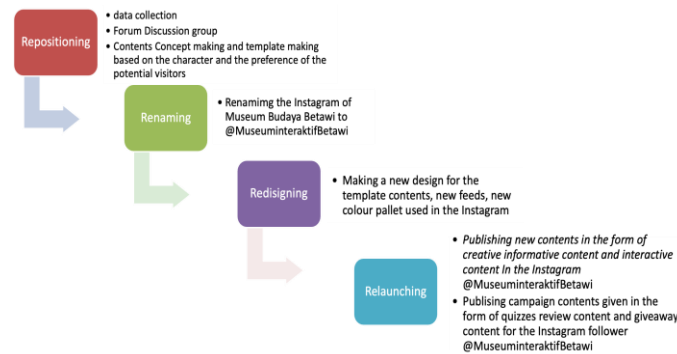 Repositioning
• data collection
• Forum Discussion group
• Contents Concept making and template making
based on the character and the preference of the
potential visitors
Renaming
• Renamimg the Instagram of
Museum Budaya Betawi to
@MuseuminteraktifBetawi
Redisigning
• Making a new design for the
template contents, new feeds, new
colour pallet used in the Instagram
Relaunching
• Publishing new contents in the form of
creative informative content and interactive
content In the Instagram
@MuseuminteraktifBetawi
• Publising campaign contents given in the
form of quizzes review content and giveaway
content for the Instagram follower
@MuseuminteraktifBetawi